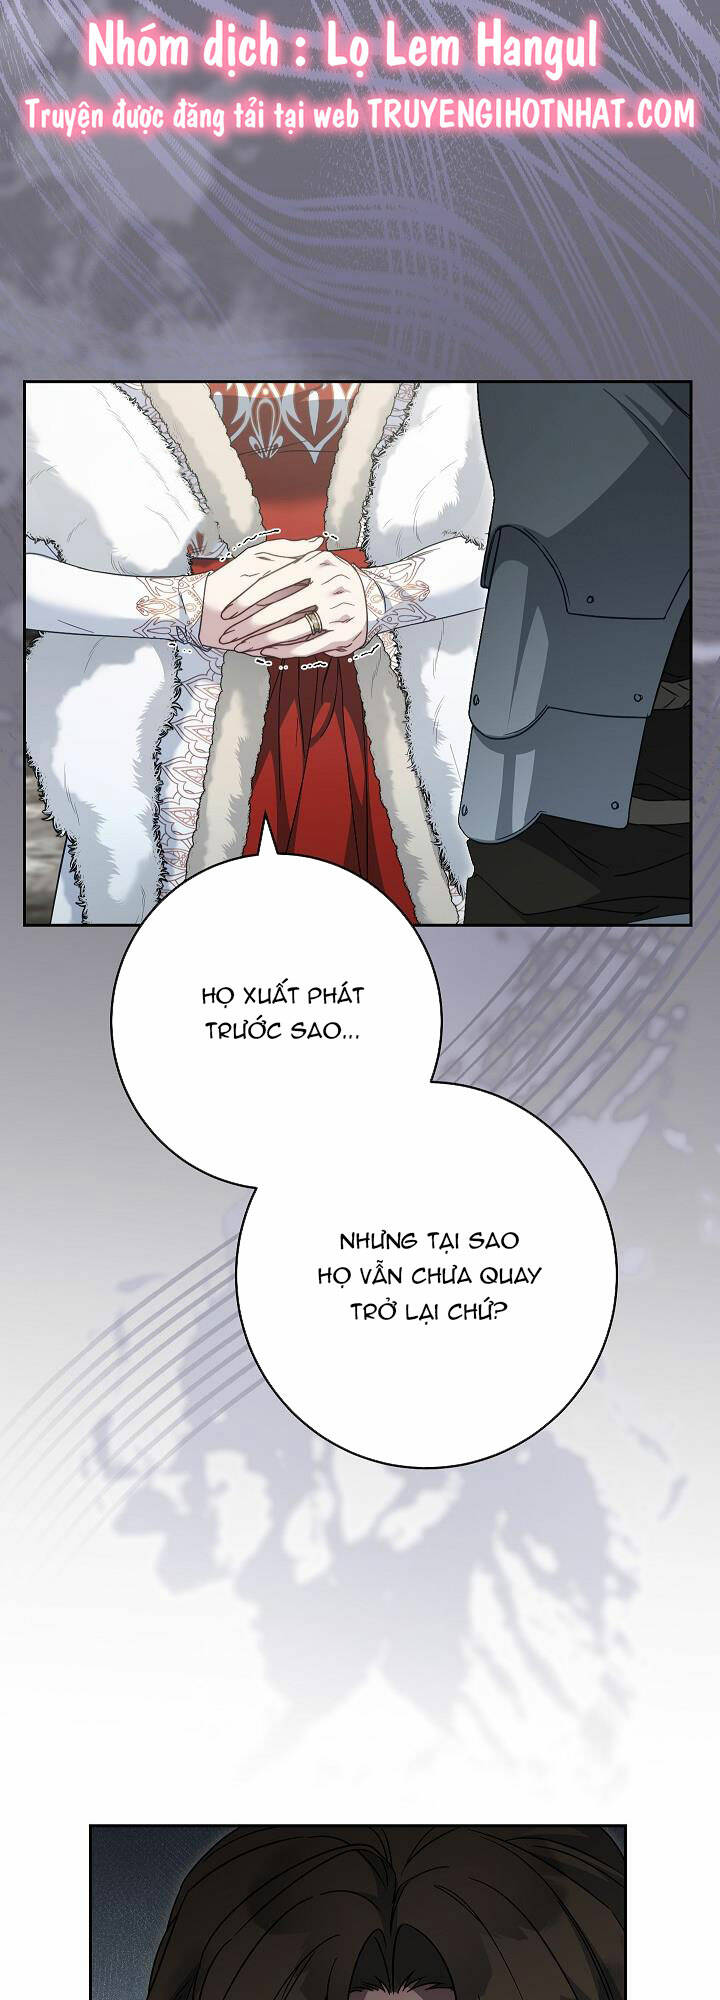 Nhóm dịch : Lọ Lem Hangul
Truyện được đăng tải tại web TRUYENGIHOTNHAT.COM
HỌ XUẤT PHÁT
TRƯỚC SAO...
NHƯNG TẠI SAO
HỌ VẪN CHƯA QUAY
TRỞ LẠI CHỨ?